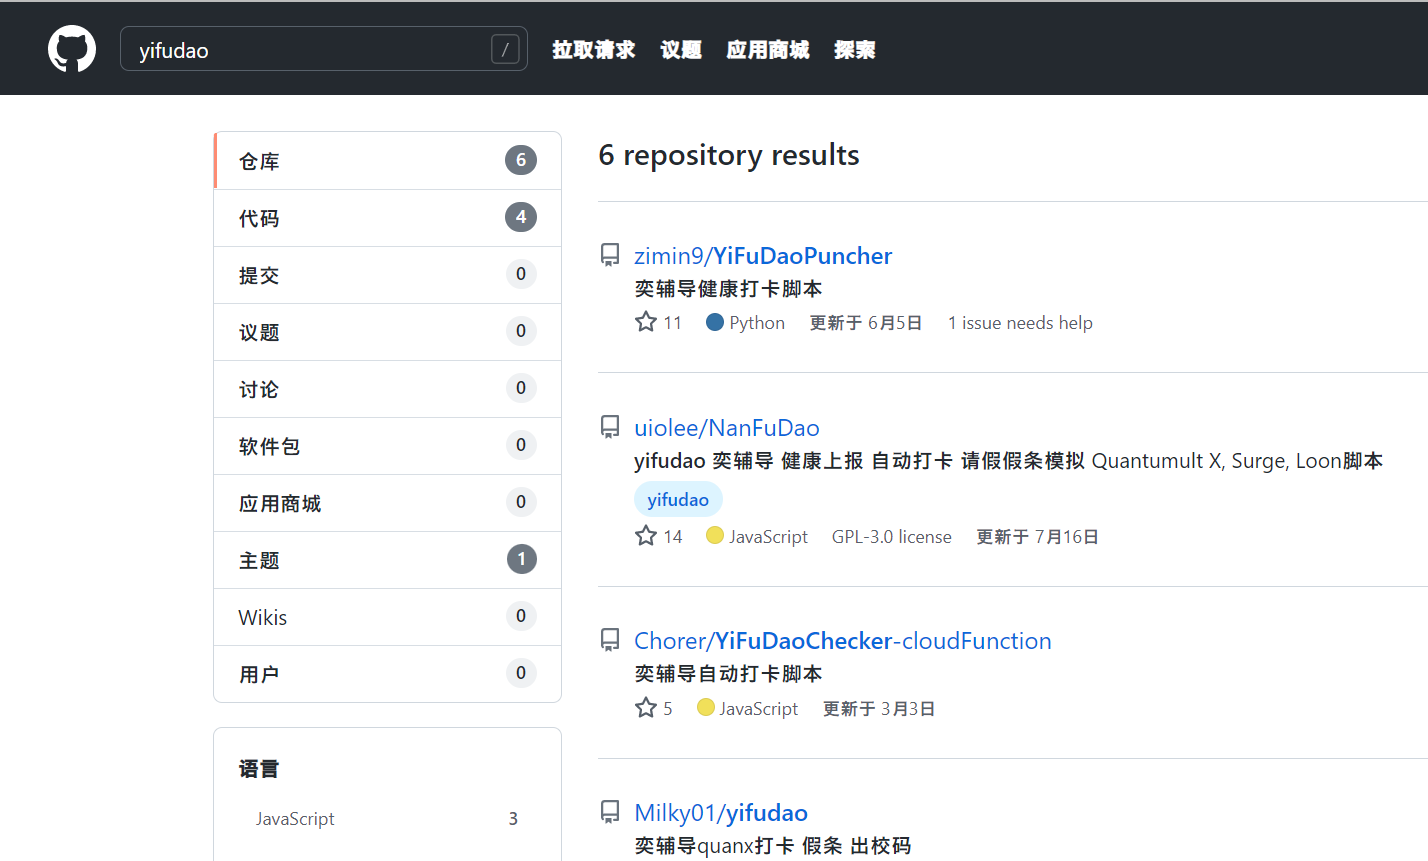 yifudao / 拉取请求 议题 应用商城 探索
仓库 6
代码 4
提交 0
议题 0
讨论 0
软件包 0
应用商城 0
主题 1
Wikis 0
用户 0
语言
JavaScript 3
6 repository results
zimin9/YiFuDaoPuncher
奕辅导健康打卡脚本
11 Python 更新于 6月5日 1 issue needs help
uiolee/NanFuDao
yifudao 奕辅导 健康上报 自动打卡 请假假条模拟 Quantumult X, Surge, Loon脚本
yifudao
14 JavaScript GPL-3.0 license 更新于 7月16日
Chorer/YiFuDaoChecker-cloudFunction
奕辅导自动打卡脚本
5 JavaScript 更新于 3月3日
Milky01/yifudao
奕辅导quanx打卡 假条 出校码